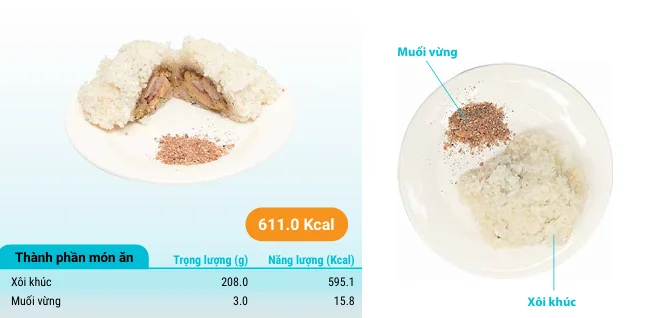 611.0 Kcal
Thành phần món ăn Trọng lượng (g) Năng lượng (Kcal)
Xôi khúc 208.0 595.1
Muối vừng 3.0 15.8
Muối vừng
Xôi khúc